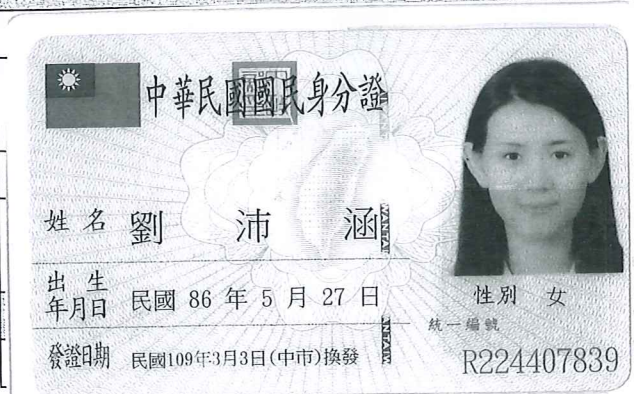 中華民國國民身分證
姓名 劉 沛 涵
出生年月日 民國 86 年 5 月 27 日
性別 女
統一編號
發證日期 民國109年3月3日(中市)換發
R224407839